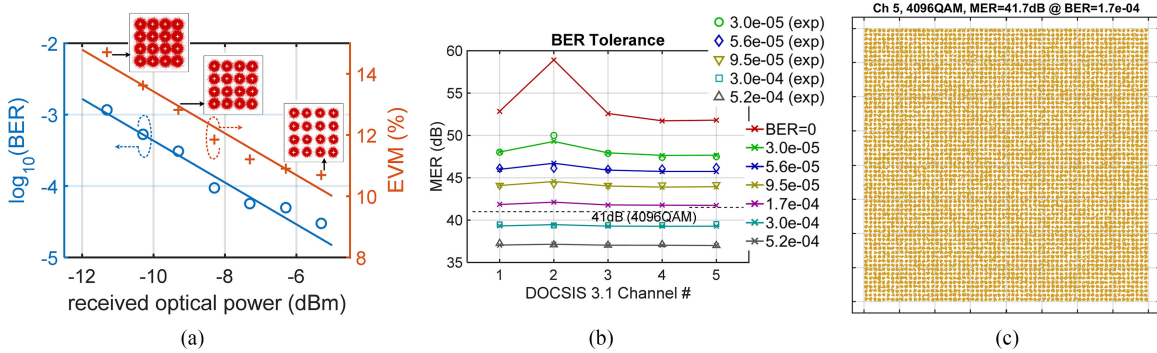 -2
-3
-4
-5
log10(BER)
-12
-10
-8
-6
received optical power (dBm)
14
12
10
8
EVM (%)
(a)
BER Tolerance
60
55
50
45
40
35
MER (dB)
41dB (4096QAM)
1
2
3
4
5
DOCSIS 3.1 Channel #
3.0e-05 (exp)
5.6e-05 (exp)
9.5e-05 (exp)
3.0e-04 (exp)
5.2e-04 (exp)
BER=0
3.0e-05
5.6e-05
9.5e-05
1.7e-04
3.0e-04
5.2e-04
(b)
Ch 5, 4096QAM, MER=41.7dB @ BER=1.7e-04
(c)